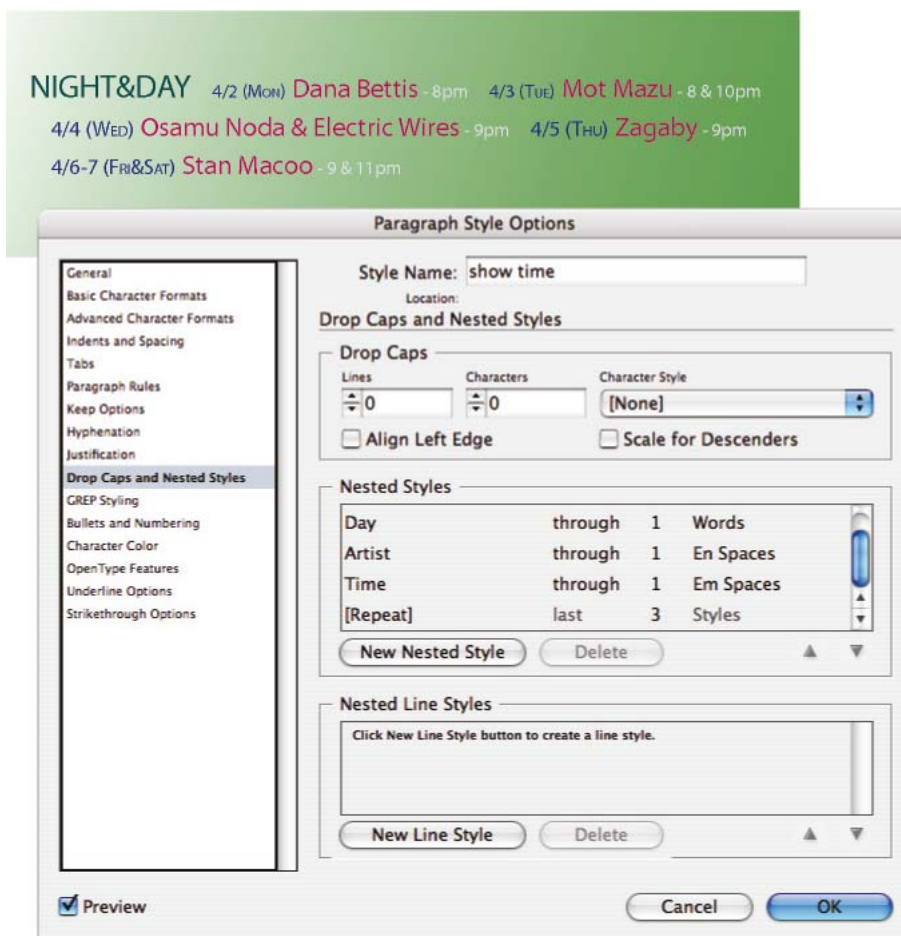 NIGHT&DAY 4/2 (MON) Dana Bettis - 8pm 4/3 (TUE) Mot Mazu - 8 & 10pm
4/4 (WED) Osamu Noda & Electric Wires - 9pm 4/5 (THU) Zagaby - 9pm
4/6-7 (FRI&SAT) Stan Macoo - 9 & 11pm
Paragraph Style Options
General
Basic Character Formats
Advanced Character Formats
Indents and Spacing
Tabs
Paragraph Rules
Keep Options
Hyphenation
Justification
Drop Caps and Nested Styles
GREP Styling
Bullets and Numbering
Character Color
OpenType Features
Underline Options
Strikethrough Options
Style Name: show time
Location:
Drop Caps and Nested Styles
Drop Caps
Lines Characters Character Style
0 0 [None]
Align Left Edge Scale for Descenders
Nested Styles
Day through 1 Words
Artist through 1 En Spaces
Time through 1 Em Spaces
[Repeat] last 3 Styles
New Nested Style Delete
Nested Line Styles
Click New Line Style button to create a line style.
New Line Style Delete
Preview Cancel OK